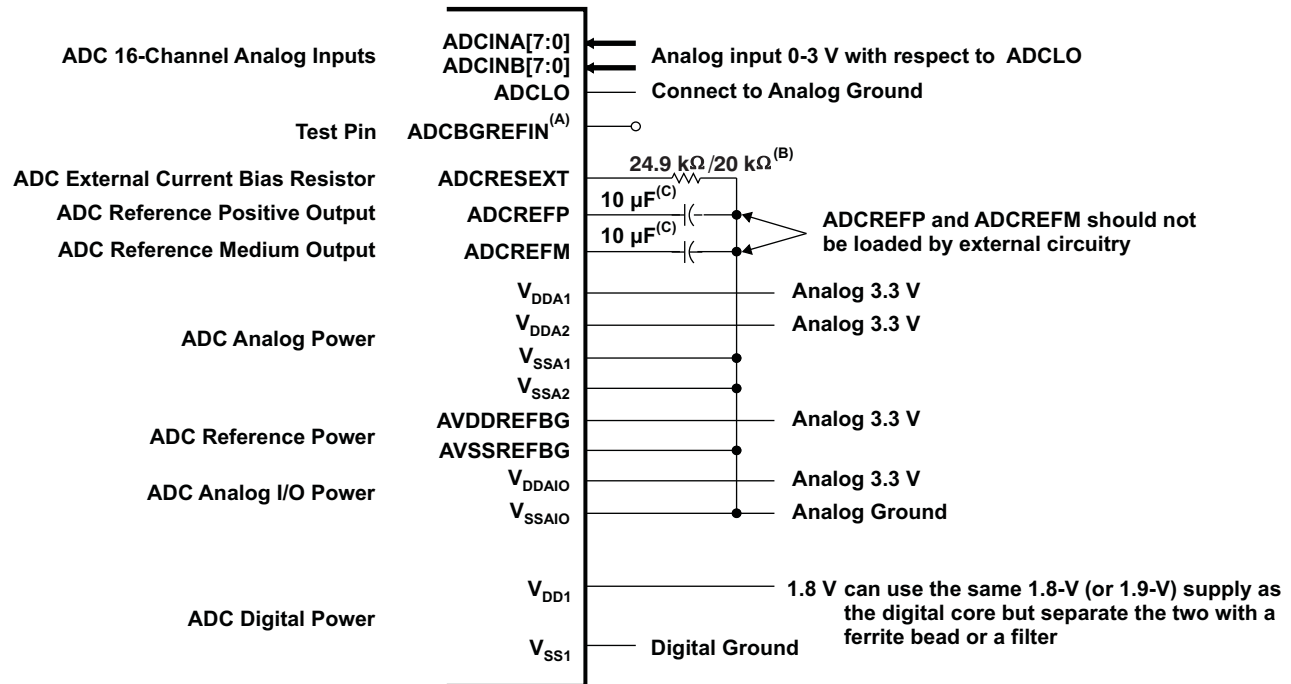 ADC 16-Channel Analog Inputs
ADCINA[7:0]
ADCINB[7:0]
Analog input 0-3 V with respect to ADCLO
ADCLO
Connect to Analog Ground
Test Pin
ADCBGREFIN(A)
ADC External Current Bias Resistor
ADCRESEXT
24.9 kΩ/20 kΩ(B)
ADC Reference Positive Output
ADCREFP
10 μF(C)
ADC Reference Medium Output
ADCREFM
10 μF(C)
ADCREFP and ADCREFM should not
be loaded by external circuitry
ADC Analog Power
VDDA1
Analog 3.3 V
VDDA2
Analog 3.3 V
VSSA1
VSSA2
ADC Reference Power
AVDDREFBG
Analog 3.3 V
AVSSREFBG
ADC Analog I/O Power
VDDAIO
Analog 3.3 V
VSSAIO
Analog Ground
ADC Digital Power
VDD1
1.8 V can use the same 1.8-V (or 1.9-V) supply as
the digital core but separate the two with a
ferrite bead or a filter
VSS1
Digital Ground